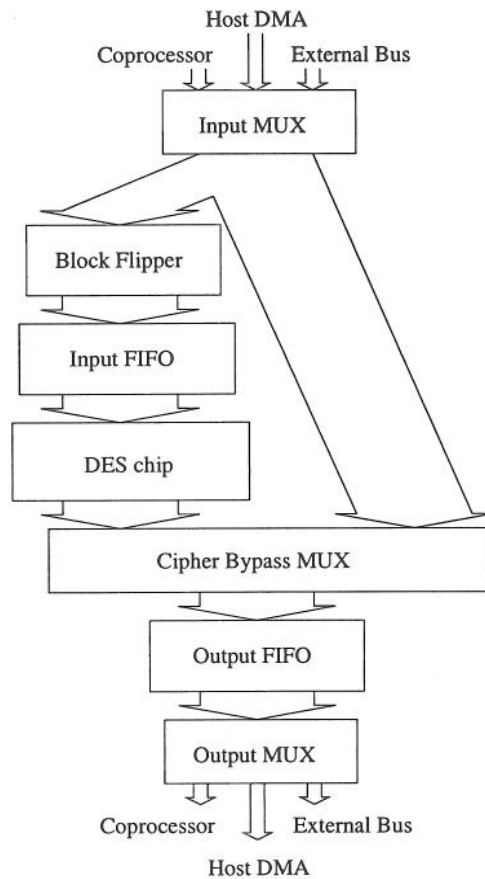 Host DMA
Coprocessor External Bus
Input MUX
Block Flipper
Input FIFO
DES chip
Cipher Bypass MUX
Output FIFO
Output MUX
Coprocessor External Bus
Host DMA